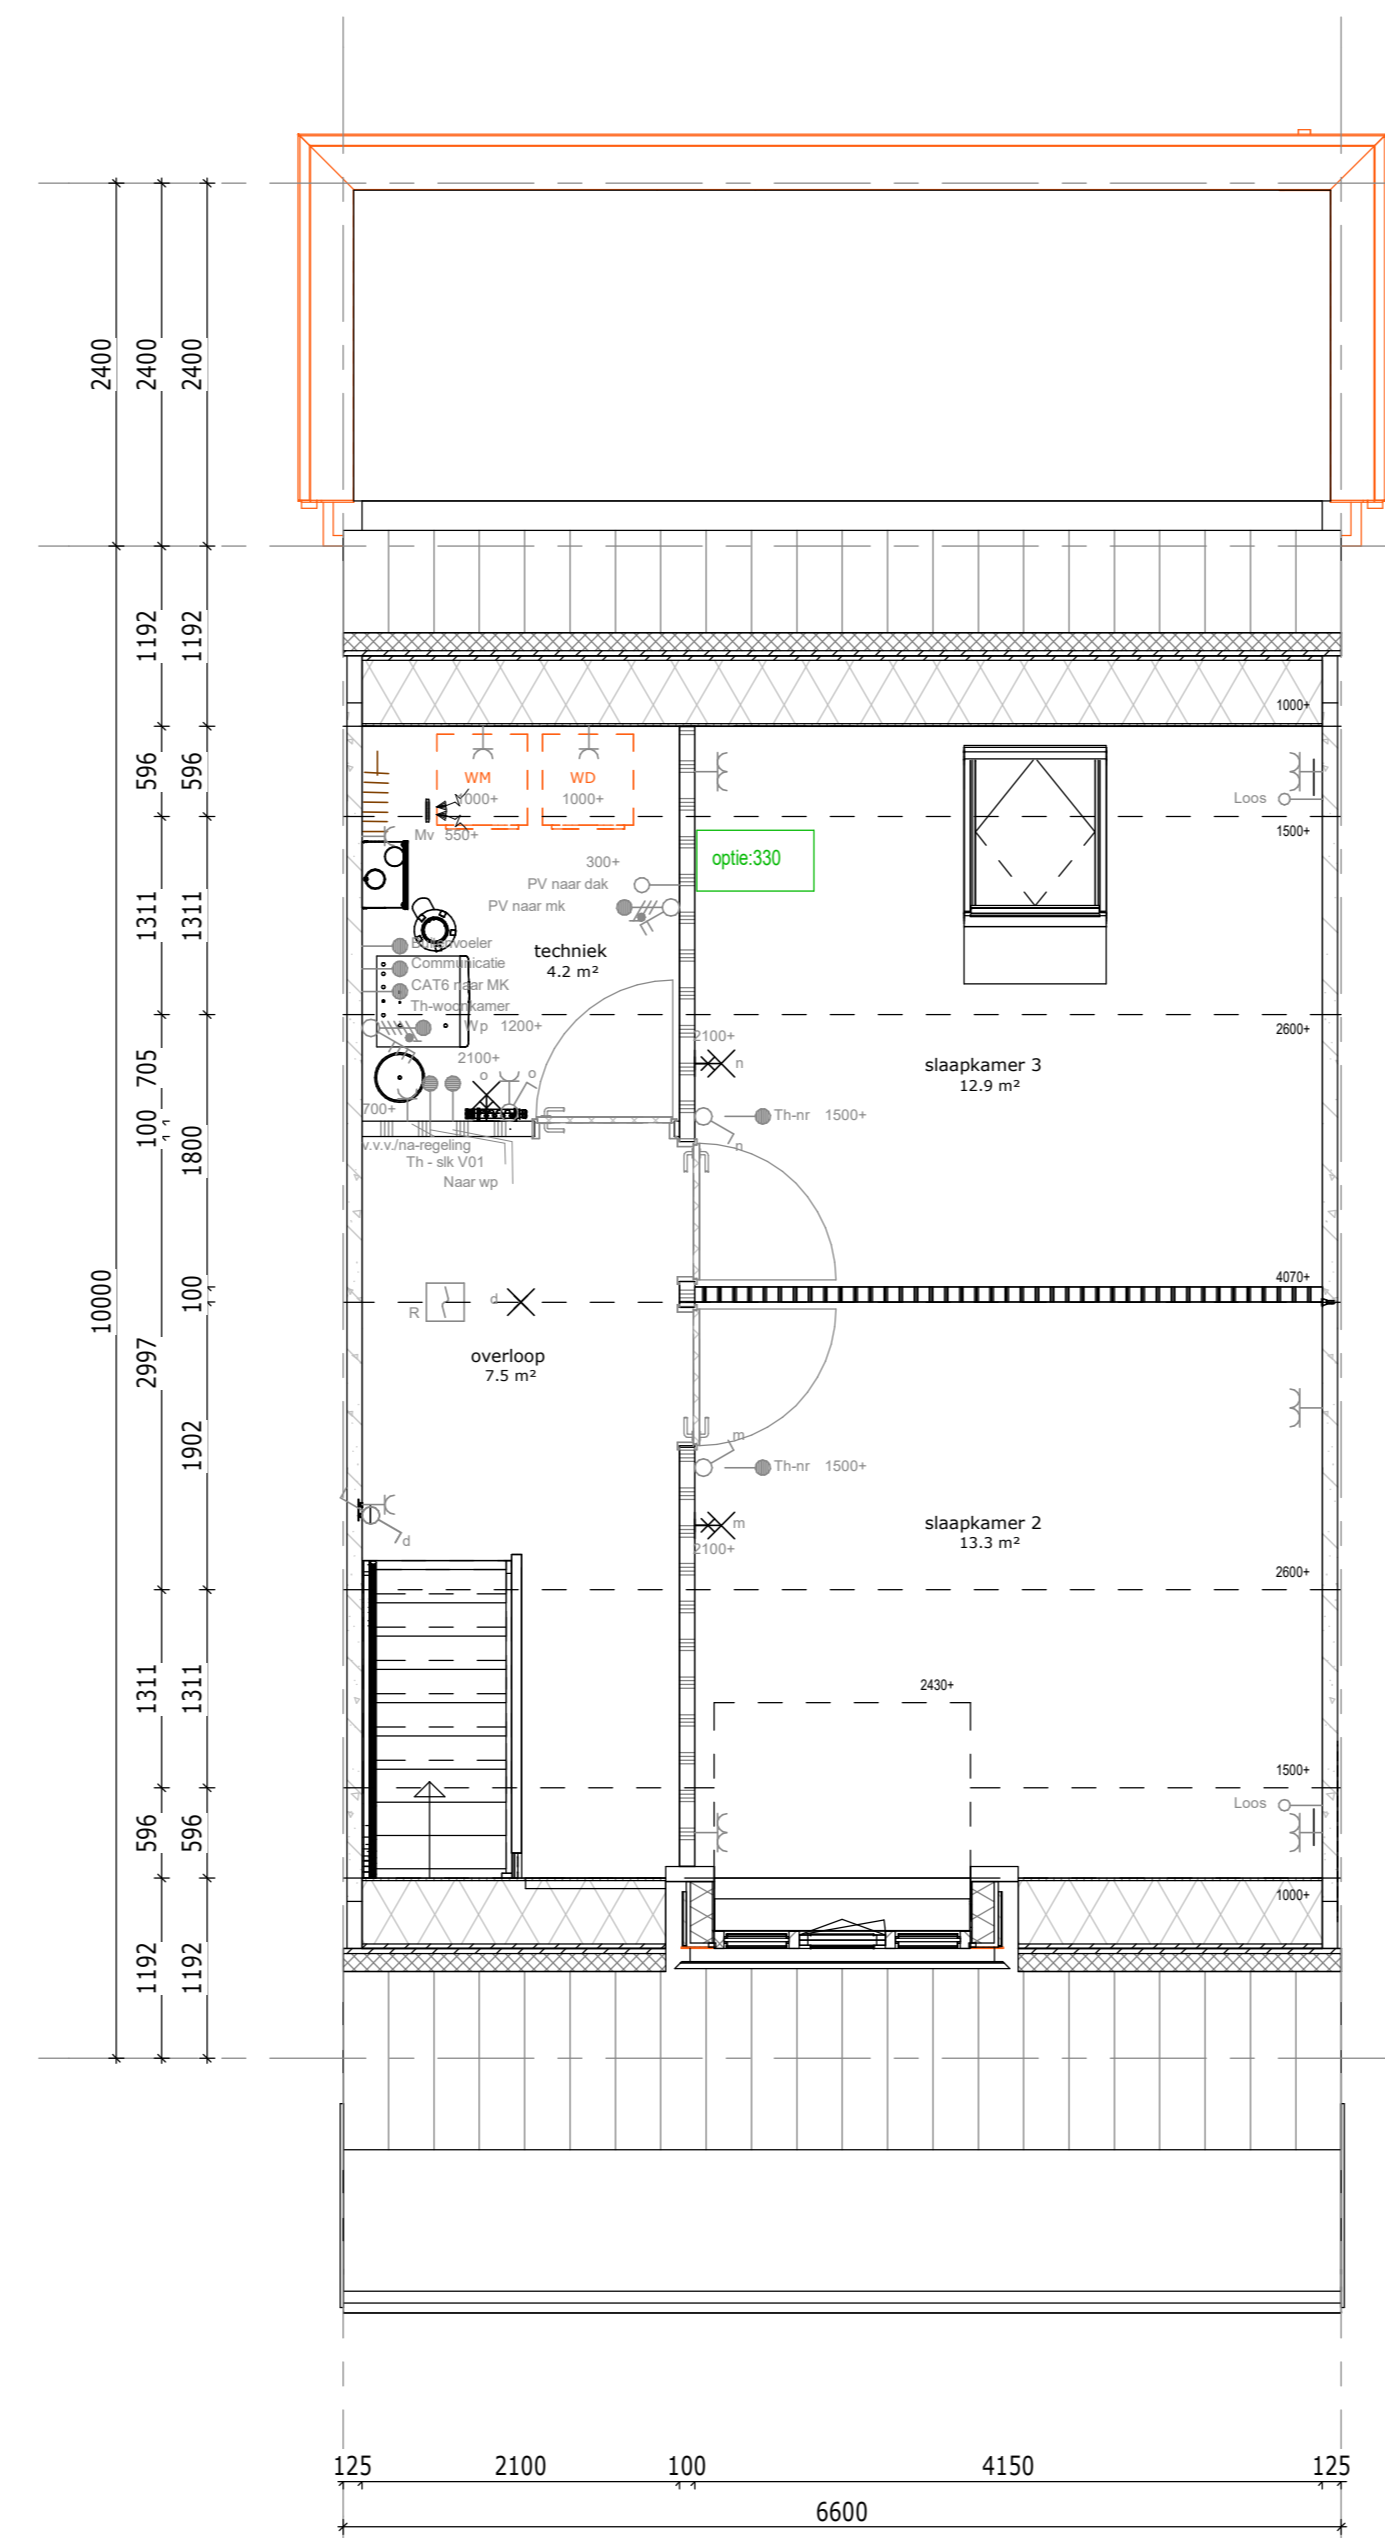 2400
2400
2400
1192
1192
1000+
596
596
WM
WD
1000+
1000+
Loos
1500+
Mv 550+
optie:330
300+
PV naar dak
PV naar mk
1311
1311
Buitenvoeler
techniek
4.2 m²
Communicatie
CAT6 naar MK
Th-woonkamer
Wp 1200+
2600+
2100+
n
slaapkamer 3
12.9 m²
705
2100+
o
o
700+
Th-nr 1500+
n
100
1800
v.v.v./na-regeling
Th - slk V01
Naar wp
4070+
100
10000
R
d
overloop
7.5 m²
2997
1902
m
Th-nr 1500+
m
2100+
slaapkamer 2
13.3 m²
d
2600+
1311
1311
2430+
1500+
Loos
596
596
1000+
1192
1192
125
2100
100
4150
125
6600